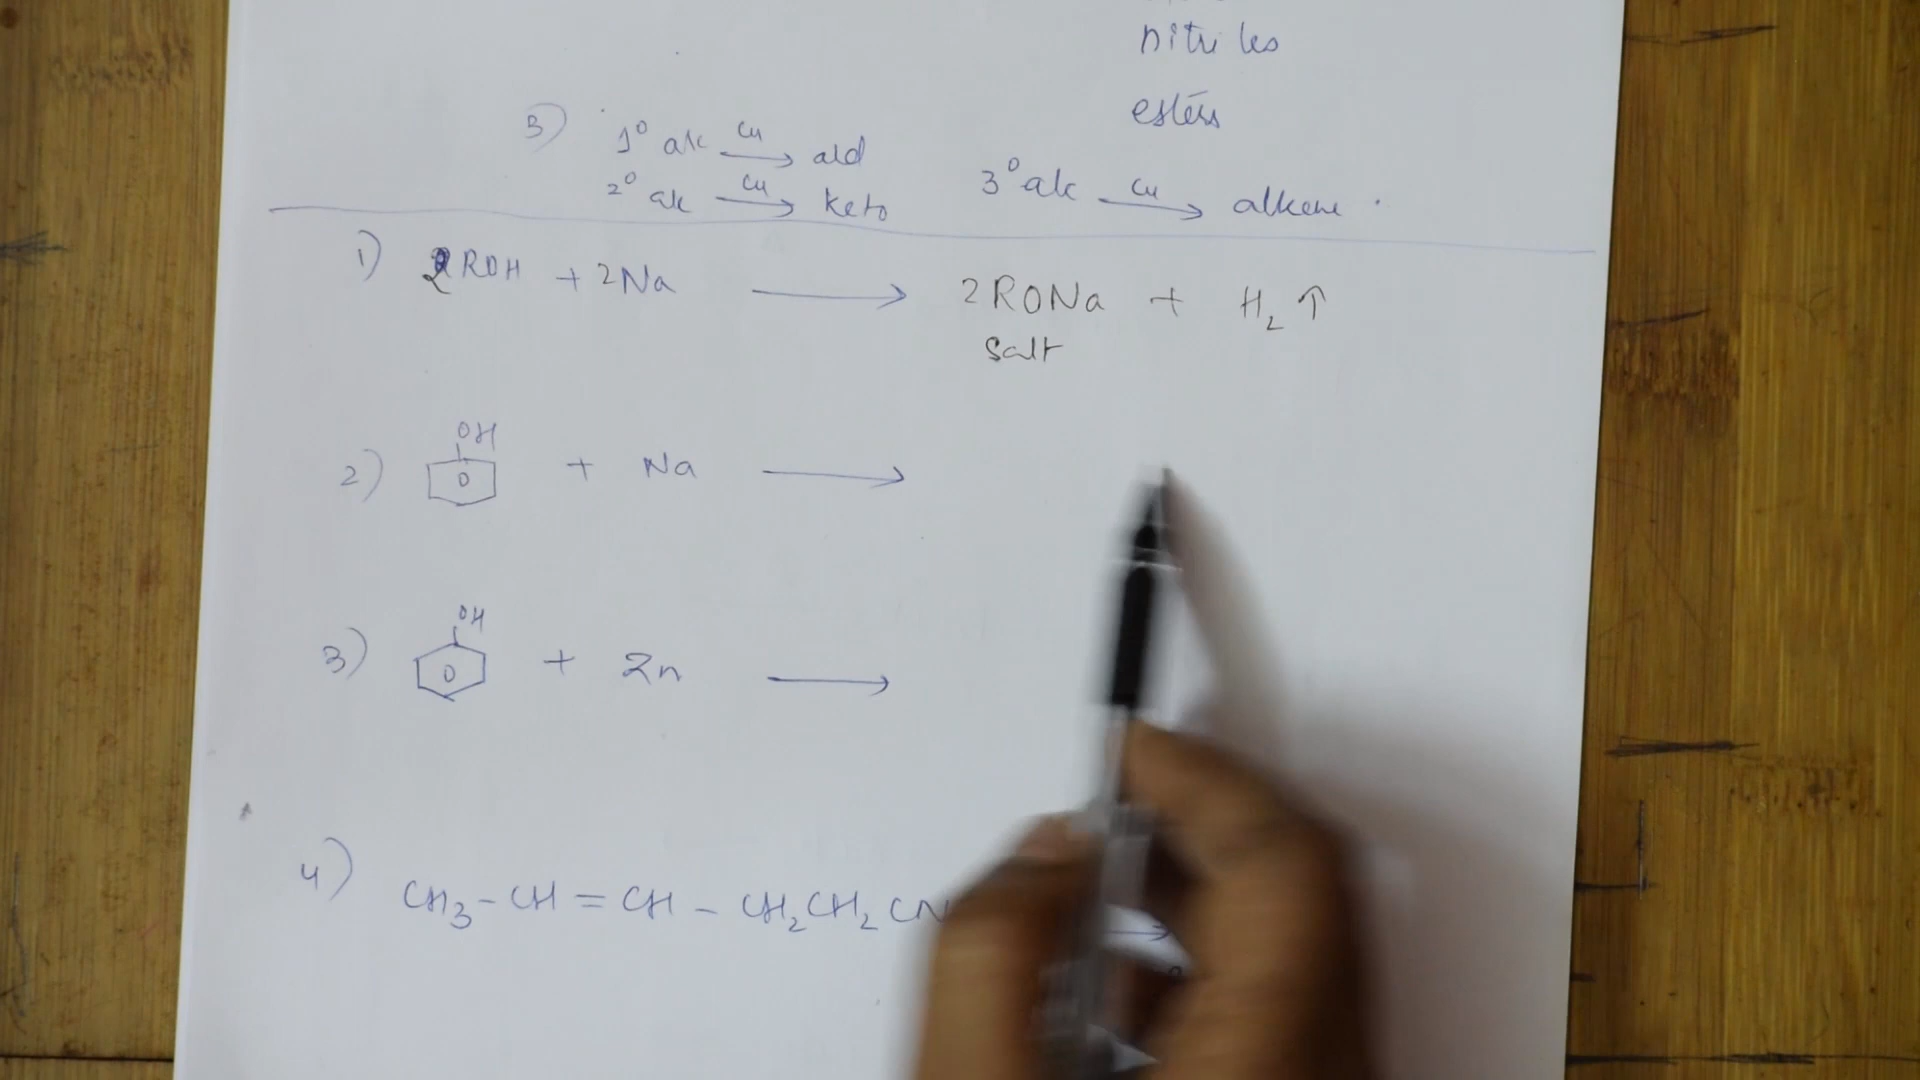 nitriles
esters
3) 1° alc Cu → ald
2° alc Cu → keto
3° alc Cu → alkene.
1) 2ROH + 2Na → 2RONa + H₂ ↑
salt
2) OH + Na →
3) OH + Zn →
4) CH₃ - CH = CH - CH₂CH₂CN →